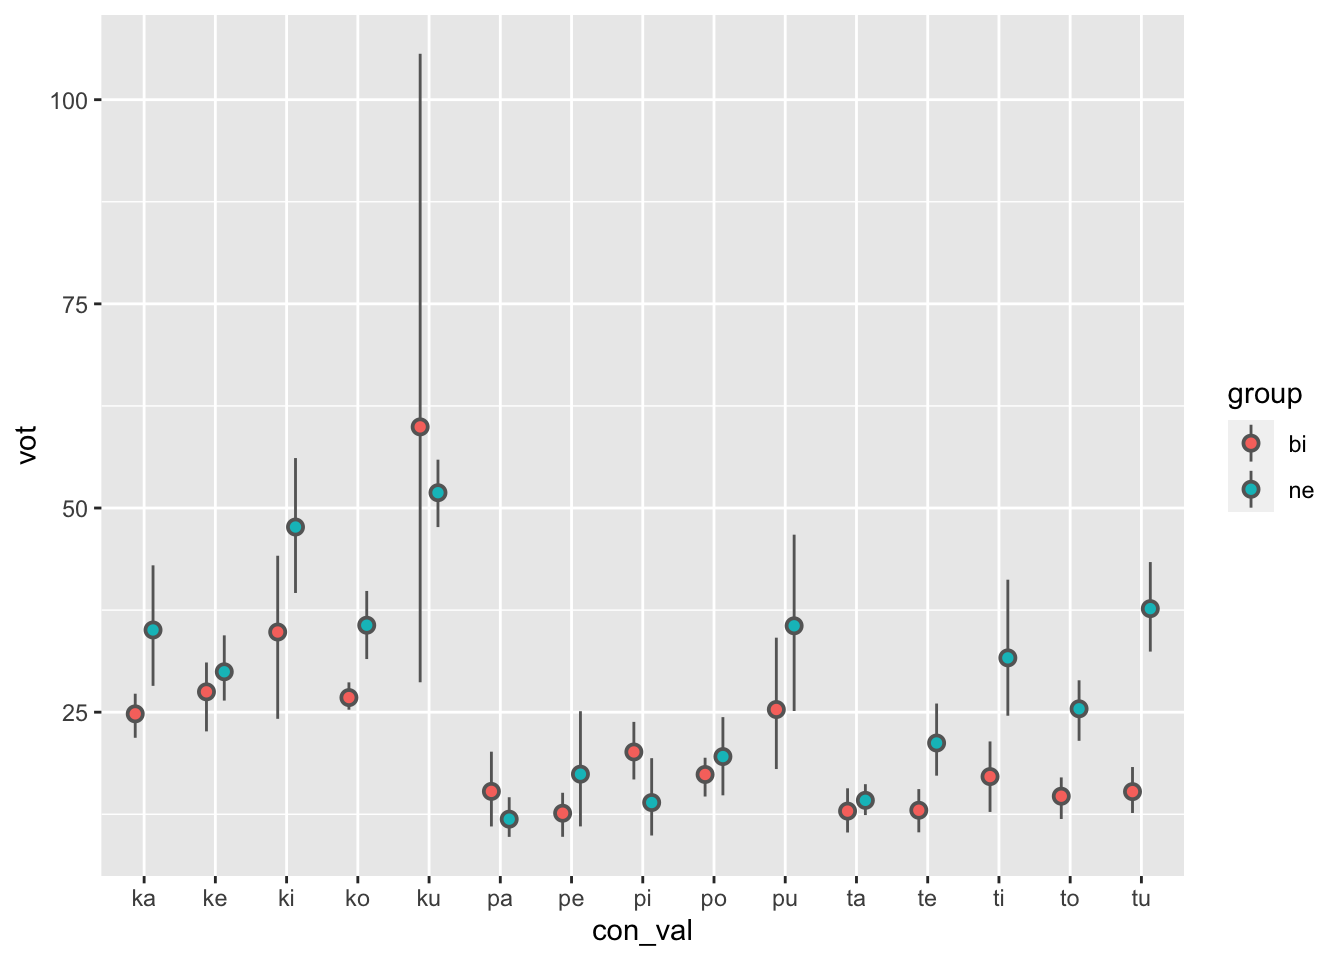 100
75
50
25
vot
ka ke ki ko ku pa pe pi po pu ta te ti to tu
con_val
group
bi
ne